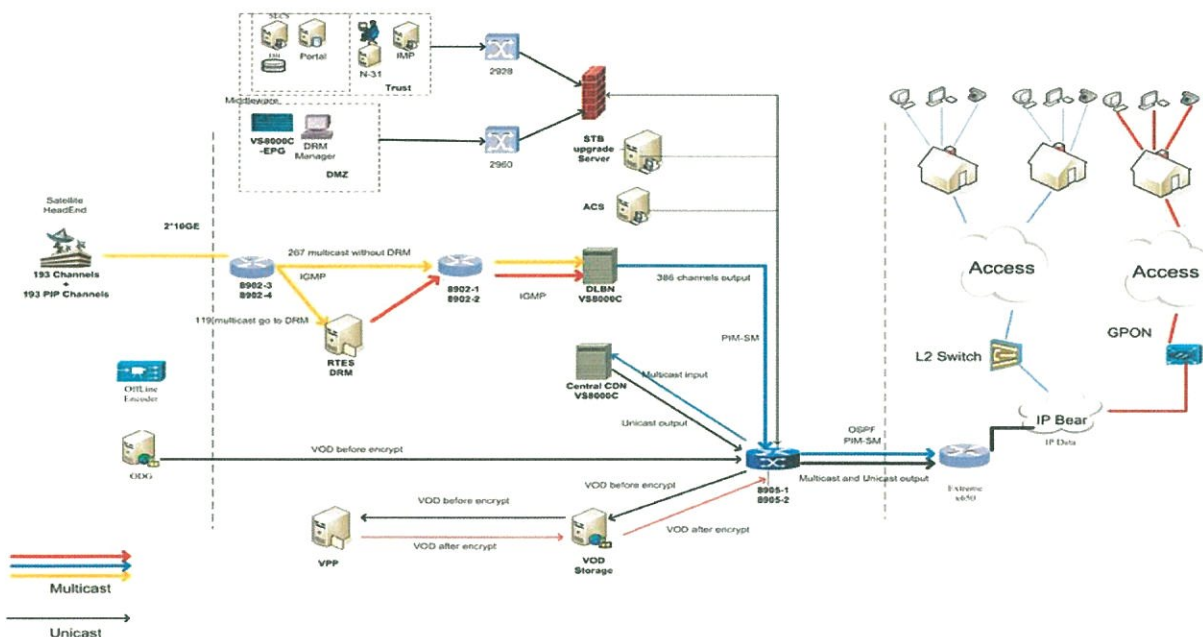 SLCS
DB
Portal
N-31
IMP
Trust
2928
Middleware
VS8000C
-EPG
DRM
Manager
DMZ
2960
STB
upgrade
Server
ACS
Satellite
HeadEnd
193 Channels
+
193 PIP Channels
2*10GE
8902-3
8902-4
267 multicast without DRM
IGMP
119(multicast go to DRM
RTES
DRM
8902-1
8902-2
IGMP
DLBN
VS8000C
386 channels output
PIM-SM
OffLine
Encoder
Central CDN
VS8000C
Multicast input
Unicast output
ODG
VOD before encrypt
8905-1
8905-2
OSPF
PIM-SM
Multicast and Unicast output
Extreme
x650
VPP
VOD before encrypt
VOD after encrypt
VOD
Storage
VOD before encrypt
VOD after encrypt
Access
Access
L2 Switch
GPON
IP Bear
IP Data
Multicast
Unicast